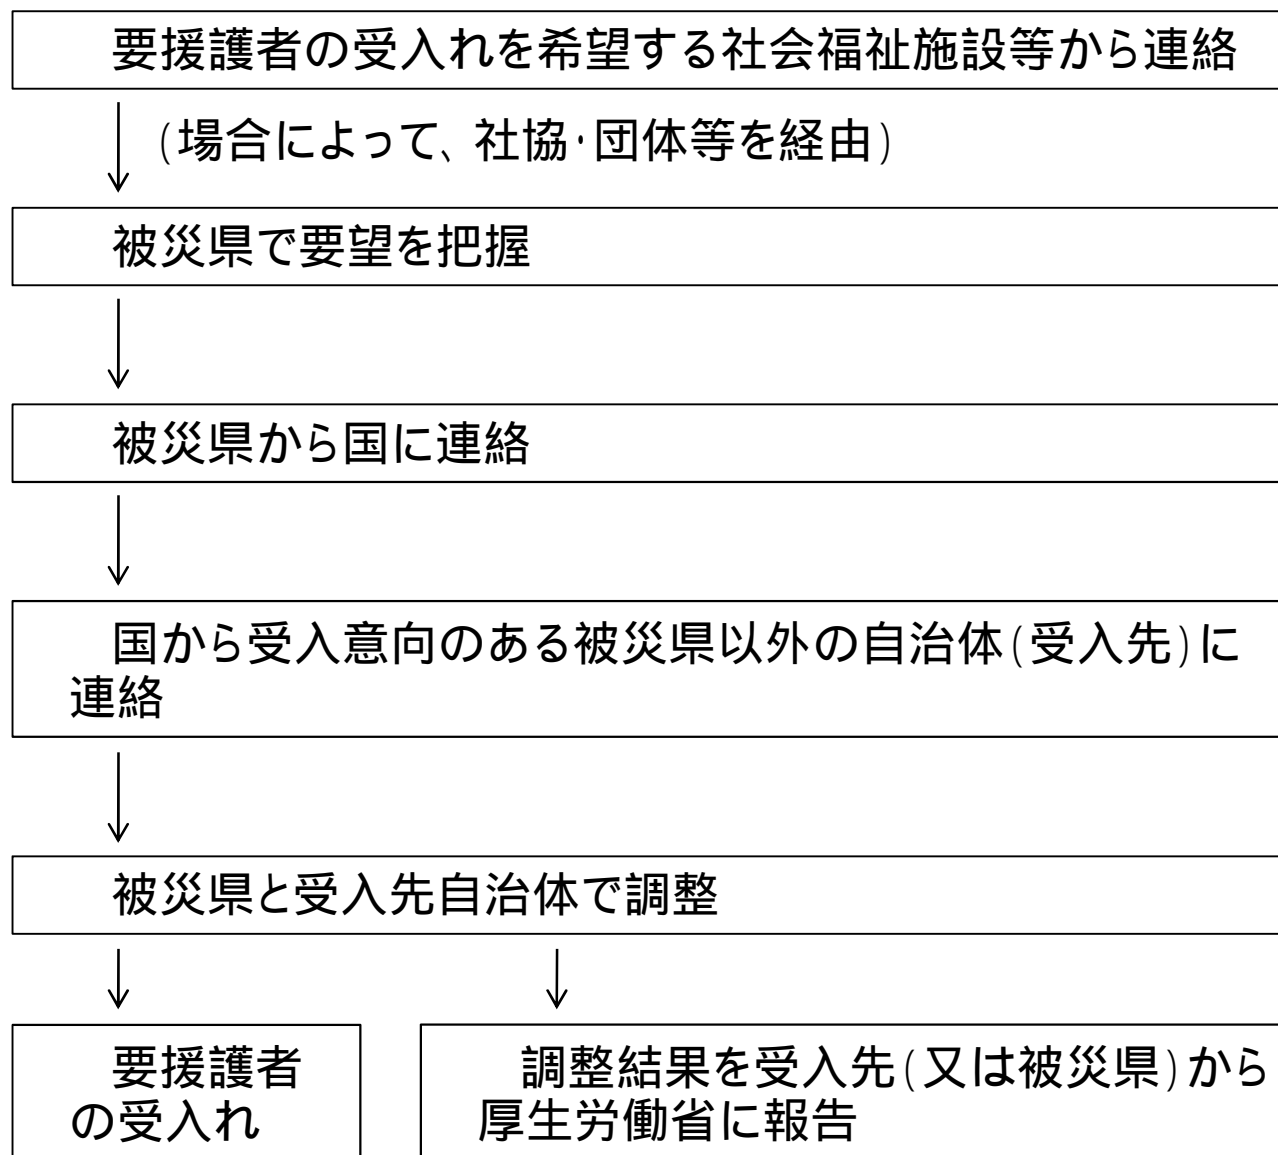 要援護者の受入れを希望する社会福祉施設等から連絡
(場合によって、社協・団体等を経由)
被災県で要望を把握
被災県から国に連絡
国から受入意向のある被災県以外の自治体(受入先)に
連絡
被災県と受入先自治体で調整
要援護者
の受入れ
調整結果を受入先(又は被災県)から
厚生労働省に報告